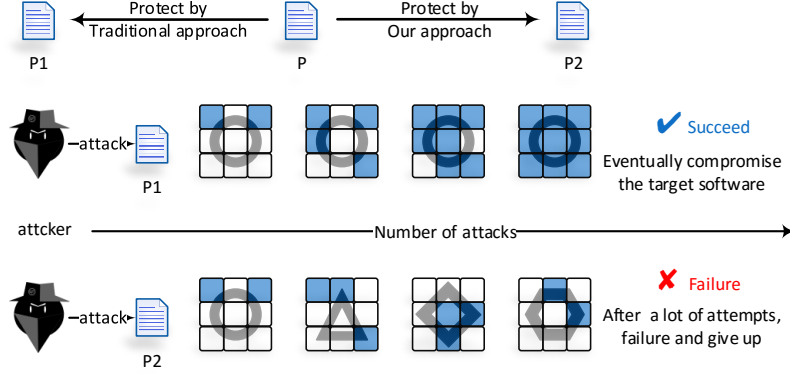 Protect by
Traditional approach
Protect by
Our approach
P1
P
P2
attack
P1
✔ Succeed
Eventually compromise
the target software
attcker
Number of attacks
attack
P2
✘ Failure
After a lot of attempts,
failure and give up